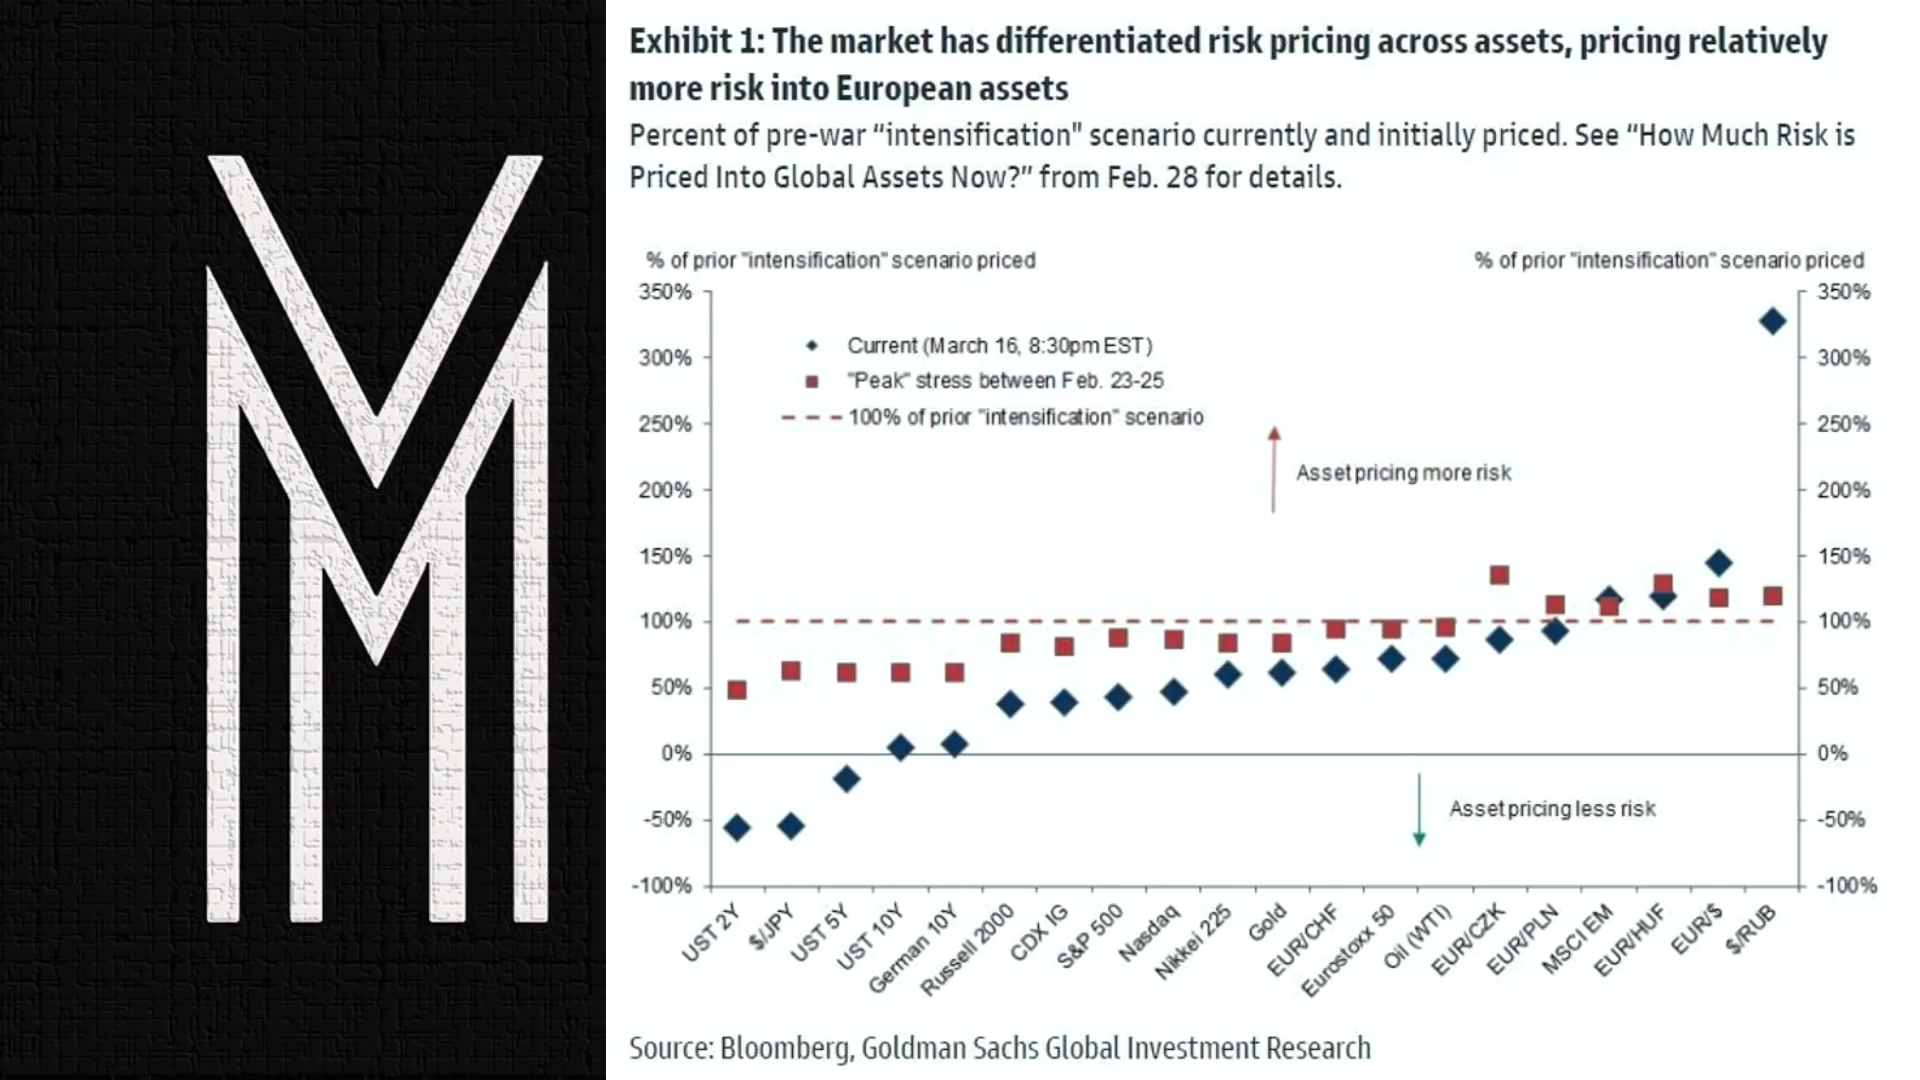 Exhibit 1: The market has differentiated risk pricing across assets, pricing relatively
more risk into European assets
Percent of pre-war “intensification" scenario currently and initially priced. See “How Much Risk is
Priced Into Global Assets Now?” from Feb. 28 for details.
% of prior "intensification" scenario priced
% of prior "intensification" scenario priced
350%
300%
250%
200%
150%
100%
50%
0%
-50%
-100%
Current (March 16, 8:30pm EST)
"Peak" stress between Feb. 23-25
100% of prior "intensification" scenario
Asset pricing more risk
Asset pricing less risk
350%
300%
250%
200%
150%
100%
50%
0%
-50%
-100%
UST 2Y
$/JPY
UST 5Y
UST 10Y
German 10Y
Russell 2000
CDX IG
S&P 500
Nasdaq
Nikkei 225
Gold
EUR/CHF
Eurostoxx 50
Oil (WTI)
EUR/CZK
EUR/PLN
MSCI EM
EUR/HUF
EUR/$
$/RUB
Source: Bloomberg, Goldman Sachs Global Investment Research